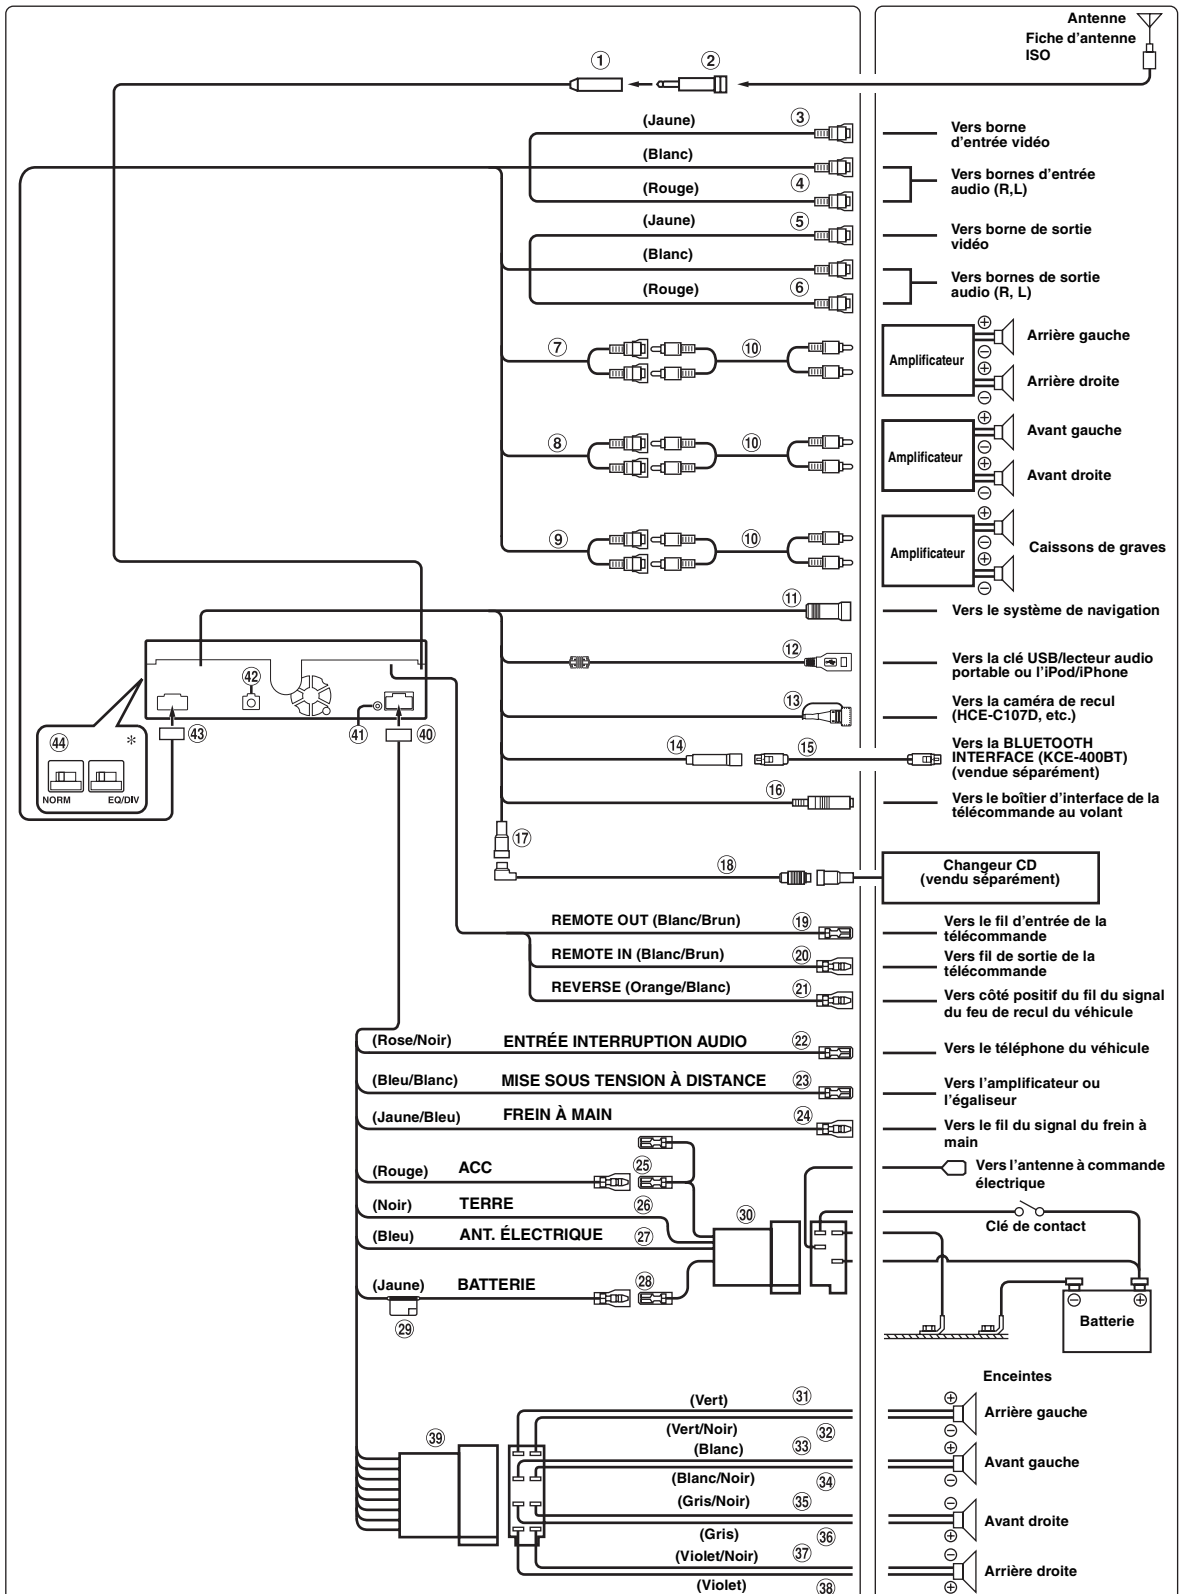 Antenne
Fiche d'antenne
ISO
①
②
(Jaune)
③
Vers borne
d'entrée vidéo
(Blanc)
Vers bornes d'entrée
audio (R,L)
(Rouge)
④
(Jaune)
⑤
Vers borne de sortie
vidéo
(Blanc)
Vers bornes de sortie
audio (R, L)
(Rouge)
⑥
⑦
⑩
Amplificateur
⊕
Arrière gauche
⊖
⊕
Arrière droite
⊖
⑧
⑩
Amplificateur
⊕
Avant gauche
⊖
⊕
Avant droite
⊖
⑨
⑩
Amplificateur
⊕
⊖
Caissons de graves
⊕
⊖
⑪
Vers le système de navigation
⑫
Vers la clé USB/lecteur audio
portable ou l'iPod/iPhone
⑬
Vers la caméra de recul
(HCE-C107D, etc.)
㊷
㊶
㊵
㊸
㊹
*
NORM
EQ/DIV
⑭
⑮
Vers la BLUETOOTH
INTERFACE (KCE-400BT)
(vendue séparément)
⑯
Vers le boîtier d'interface de la
télécommande au volant
⑰
⑱
Changeur CD
(vendu séparément)
REMOTE OUT (Blanc/Brun)
⑲
Vers le fil d'entrée de la
télécommande
REMOTE IN (Blanc/Brun)
⑳
Vers fil de sortie de la
télécommande
REVERSE (Orange/Blanc)
㉑
Vers côté positif du fil du signal
du feu de recul du véhicule
(Rose/Noir)
ENTRÉE INTERRUPTION AUDIO
㉒
Vers le téléphone du véhicule
(Bleu/Blanc)
MISE SOUS TENSION À DISTANCE
㉓
Vers l'amplificateur ou
l'égaliseur
(Jaune/Bleu)
FREIN À MAIN
㉔
Vers le fil du signal du frein à
main
(Rouge)
ACC
㉕
Vers l'antenne à commande
électrique
(Noir)
TERRE
㉖
㉚
Clé de contact
(Bleu)
ANT. ÉLECTRIQUE
㉗
(Jaune)
BATTERIE
㉘
㉙
⊖
⊕
Batterie
Enceintes
(Vert)
㉛
⊕
Arrière gauche
⊖
(Vert/Noir)
㉜
㊴
(Blanc)
㉝
⊕
Avant gauche
⊖
(Blanc/Noir)
㉞
(Gris/Noir)
㉟
⊖
Avant droite
⊕
(Gris)
㊱
(Violet/Noir)
㊲
⊖
Arrière droite
⊕
(Violet)
㊳